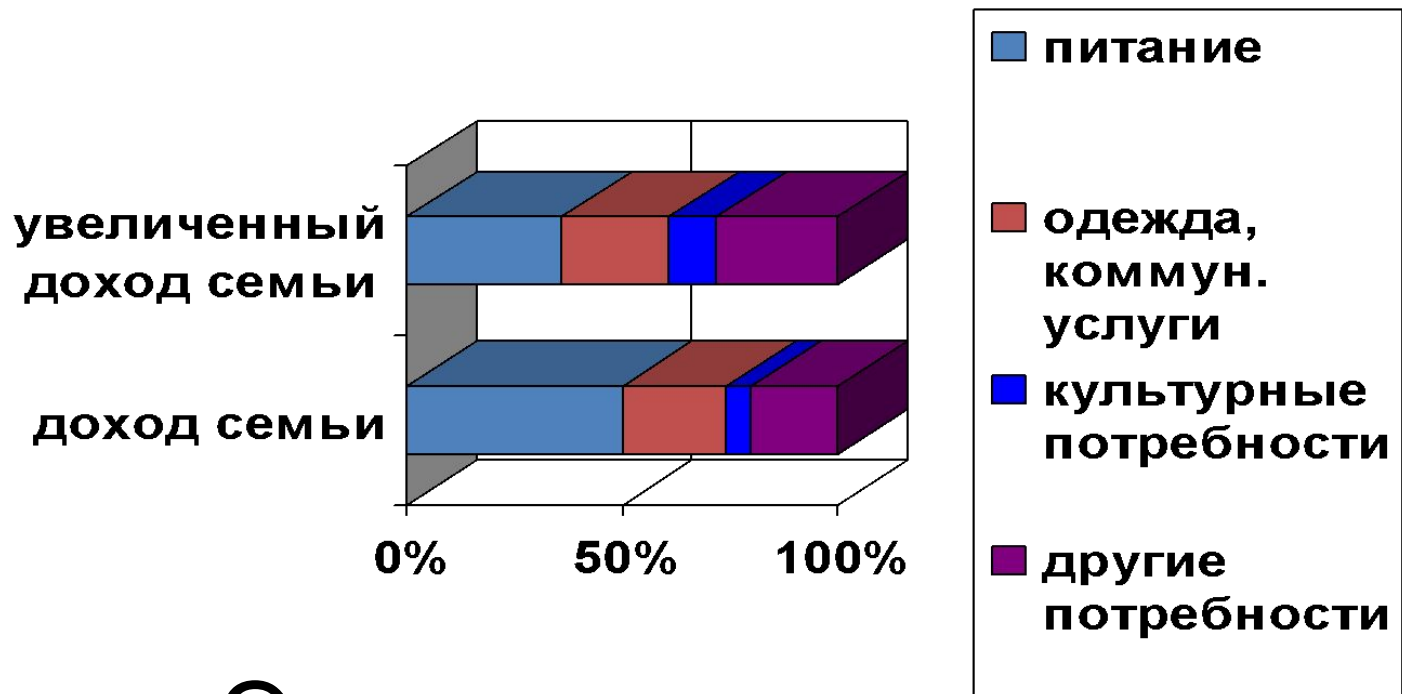 увеличенный
доход семьи
доход семьи
0% 50% 100%
питание
одежда,
коммун.
услуги
культурные
потребности
другие
потребности